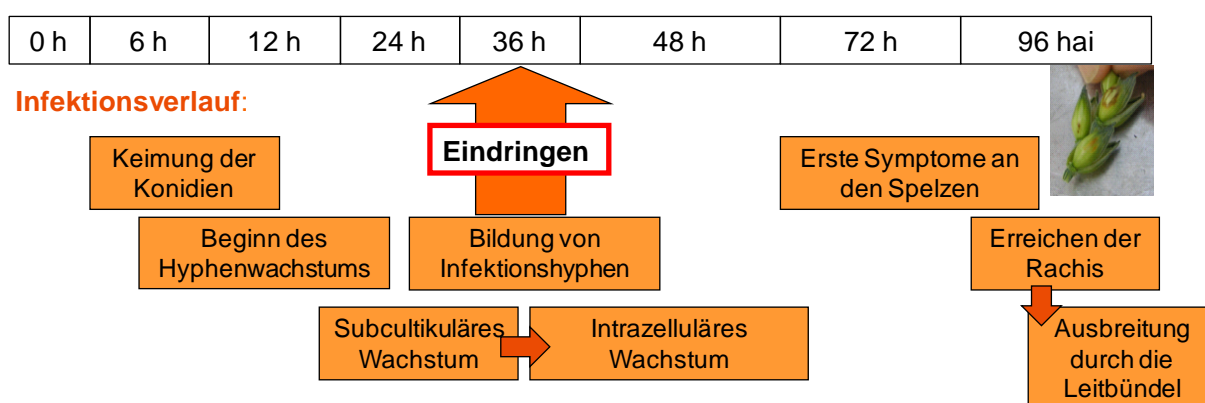 0 h 6 h 12 h 24 h 36 h 48 h 72 h 96 hai
Infektionsverlauf:
Keimung der
Konidien
Eindringen
Erste Symptome an
den Spelzen
Beginn des
Hyphenwachstums
Bildung von
Infektionshyphen
Erreichen der
Rachis
Subcultikuläres
Wachstum
Intrazelluläres
Wachstum
Ausbreitung
durch die
Leitbündel